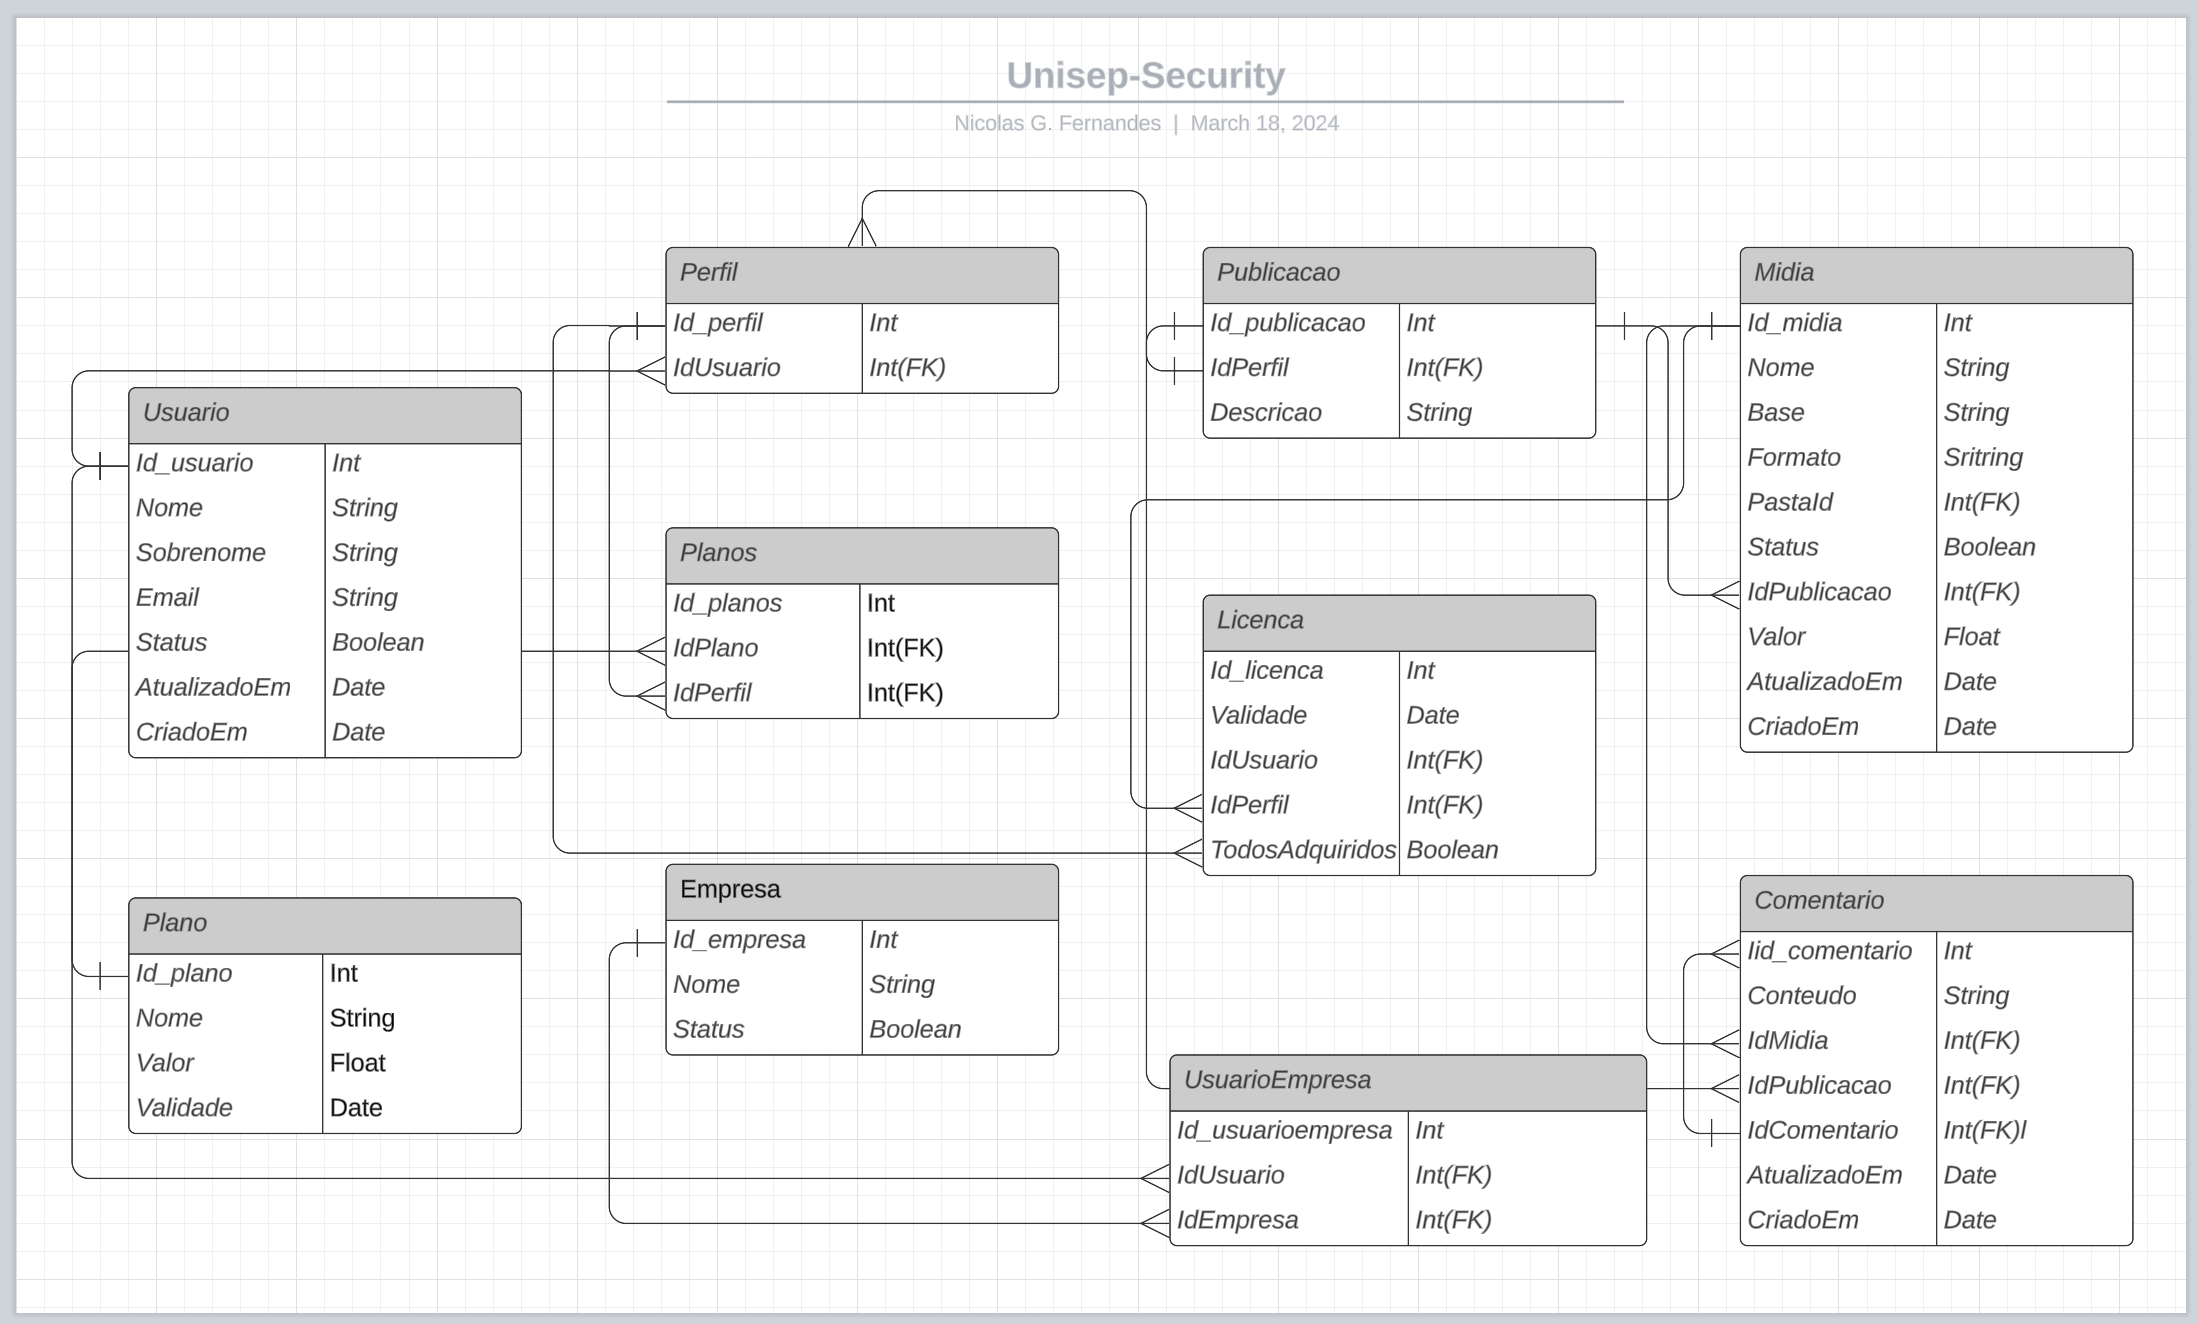 Unisep-Security
Nicolas G. Fernandes | March 18, 2024
Perfil
Id_perfil Int
IdUsuario Int(FK)
Publicacao
Id_publicacao Int
IdPerfil Int(FK)
Descricao String
Midia
Id_midia Int
Nome String
Base String
Formato Sritring
PastaId Int(FK)
Status Boolean
IdPublicacao Int(FK)
Valor Float
AtualizadoEm Date
CriadoEm Date
Usuario
Id_usuario Int
Nome String
Sobrenome String
Email String
Status Boolean
AtualizadoEm Date
CriadoEm Date
Planos
Id_planos Int
IdPlano Int(FK)
IdPerfil Int(FK)
Licenca
Id_licenca Int
Validade Date
IdUsuario Int(FK)
IdPerfil Int(FK)
TodosAdquiridos Boolean
Plano
Id_plano Int
Nome String
Valor Float
Validade Date
Empresa
Id_empresa Int
Nome String
Status Boolean
UsuarioEmpresa
Id_usuarioempresa Int
IdUsuario Int(FK)
IdEmpresa Int(FK)
Comentario
Iid_comentario Int
Conteudo String
IdMidia Int(FK)
IdPublicacao Int(FK)
IdComentario Int(FK)l
AtualizadoEm Date
CriadoEm Date